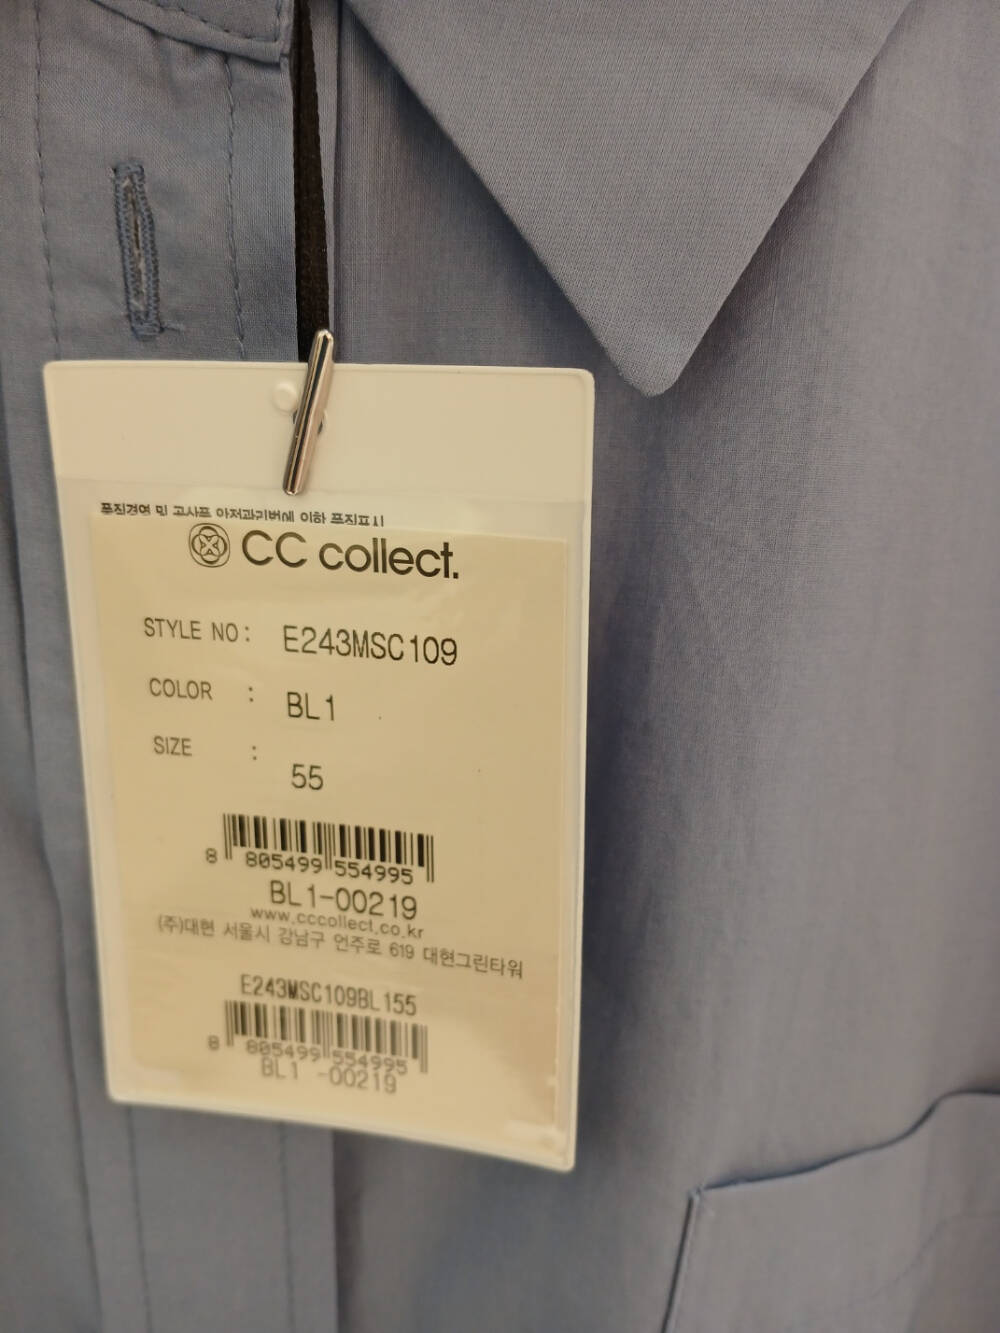 품질경영 및 공산품 안전관리법에 의한 품질표시
CC collect.
STYLE NO : E243MSC109
COLOR : BL1
SIZE : 55
8 805499 554995
BL1-00219
www.cccollect.co.kr
(주)대현 서울시 강남구 언주로 619 대현그린타워
E243MSC109BL155
8 805499 554995
BL1 -00219